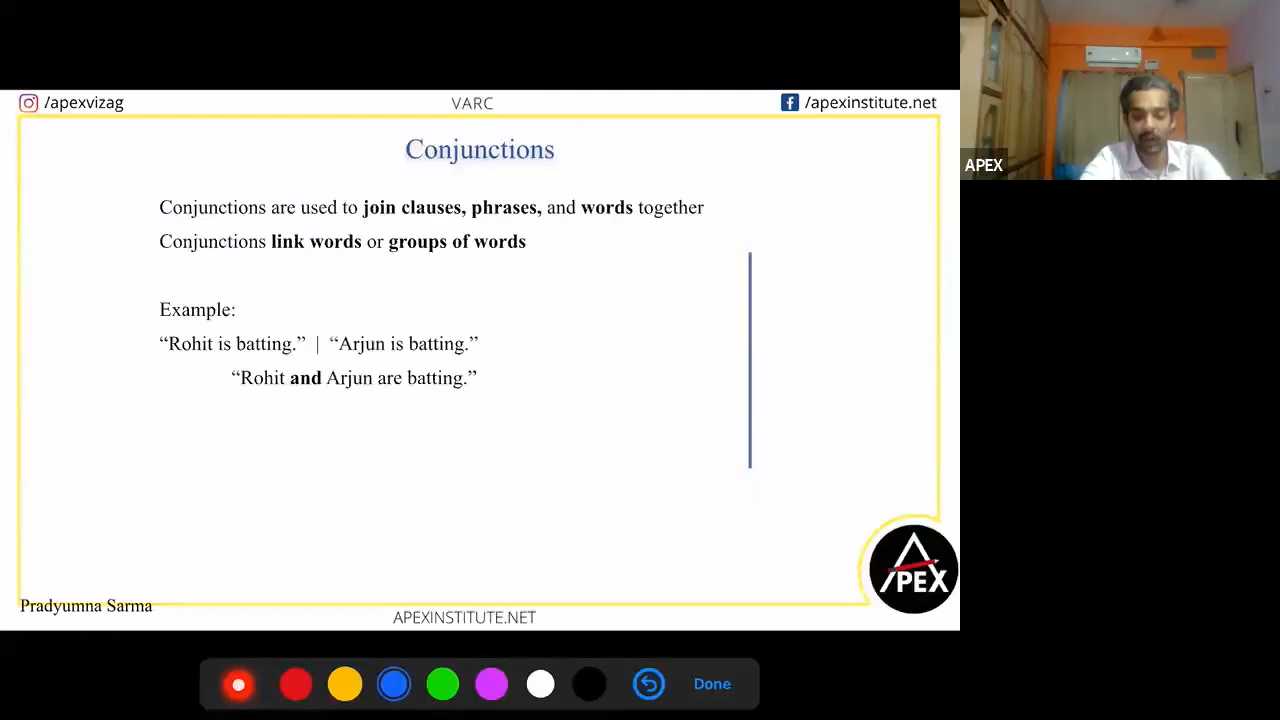 /apexvizag
VARC
/apexinstitute.net
Conjunctions
Conjunctions are used to join clauses, phrases, and words together
Conjunctions link words or groups of words
Example:
“Rohit is batting.” | “Arjun is batting.”
“Rohit and Arjun are batting.”
APEX
Pradyumna Sarma
APEXINSTITUTE.NET
Done
APEX